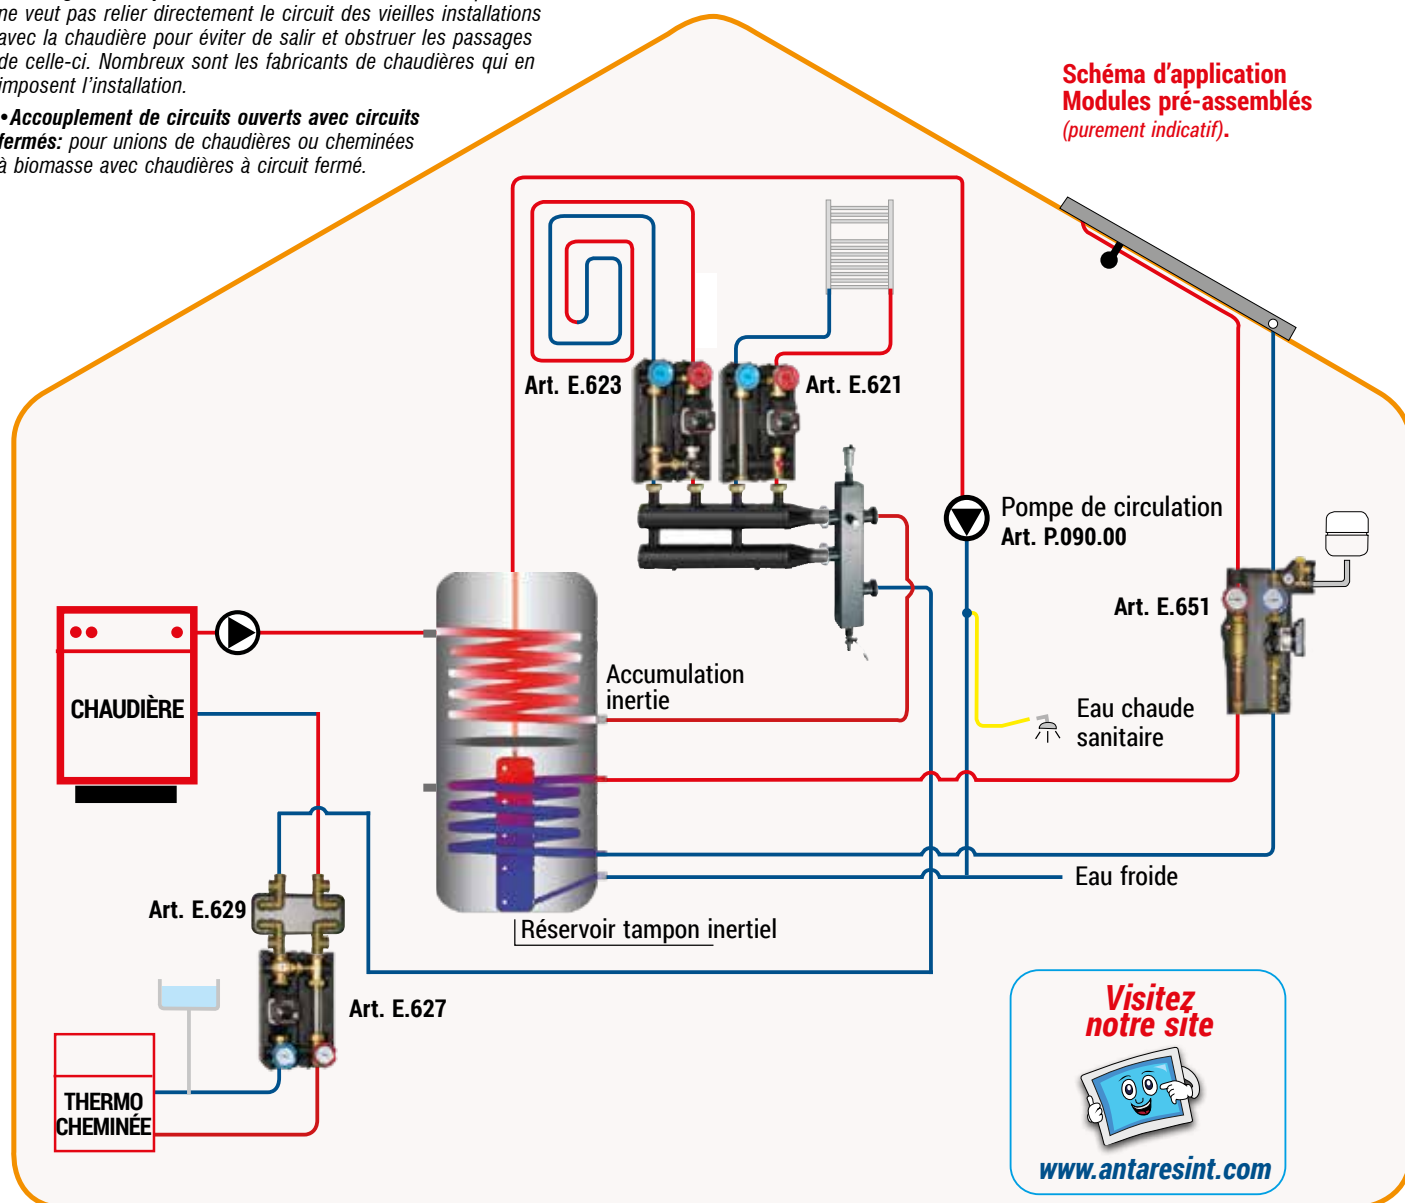 ne veut pas relier directement le circuit des vieilles installations
avec la chaudière pour éviter de salir et obstruer les passages
de celle-ci. Nombreux sont les fabricants de chaudières qui en
imposent l'installation.
•Accouplement de circuits ouverts avec circuits
fermés: pour unions de chaudières ou cheminées
à biomasse avec chaudières à circuit fermé.
Schéma d'application
Modules pré-assemblés
(purement indicatif).
Art. E.623
Art. E.621
Pompe de circulation
Art. P.090.00
Art. E.651
CHAUDIÈRE
Accumulation
inertie
Eau chaude
sanitaire
Eau froide
Art. E.629
Réservoir tampon inertiel
Art. E.627
THERMO
CHEMINÉE
Visitez
notre site
www.antaresint.com